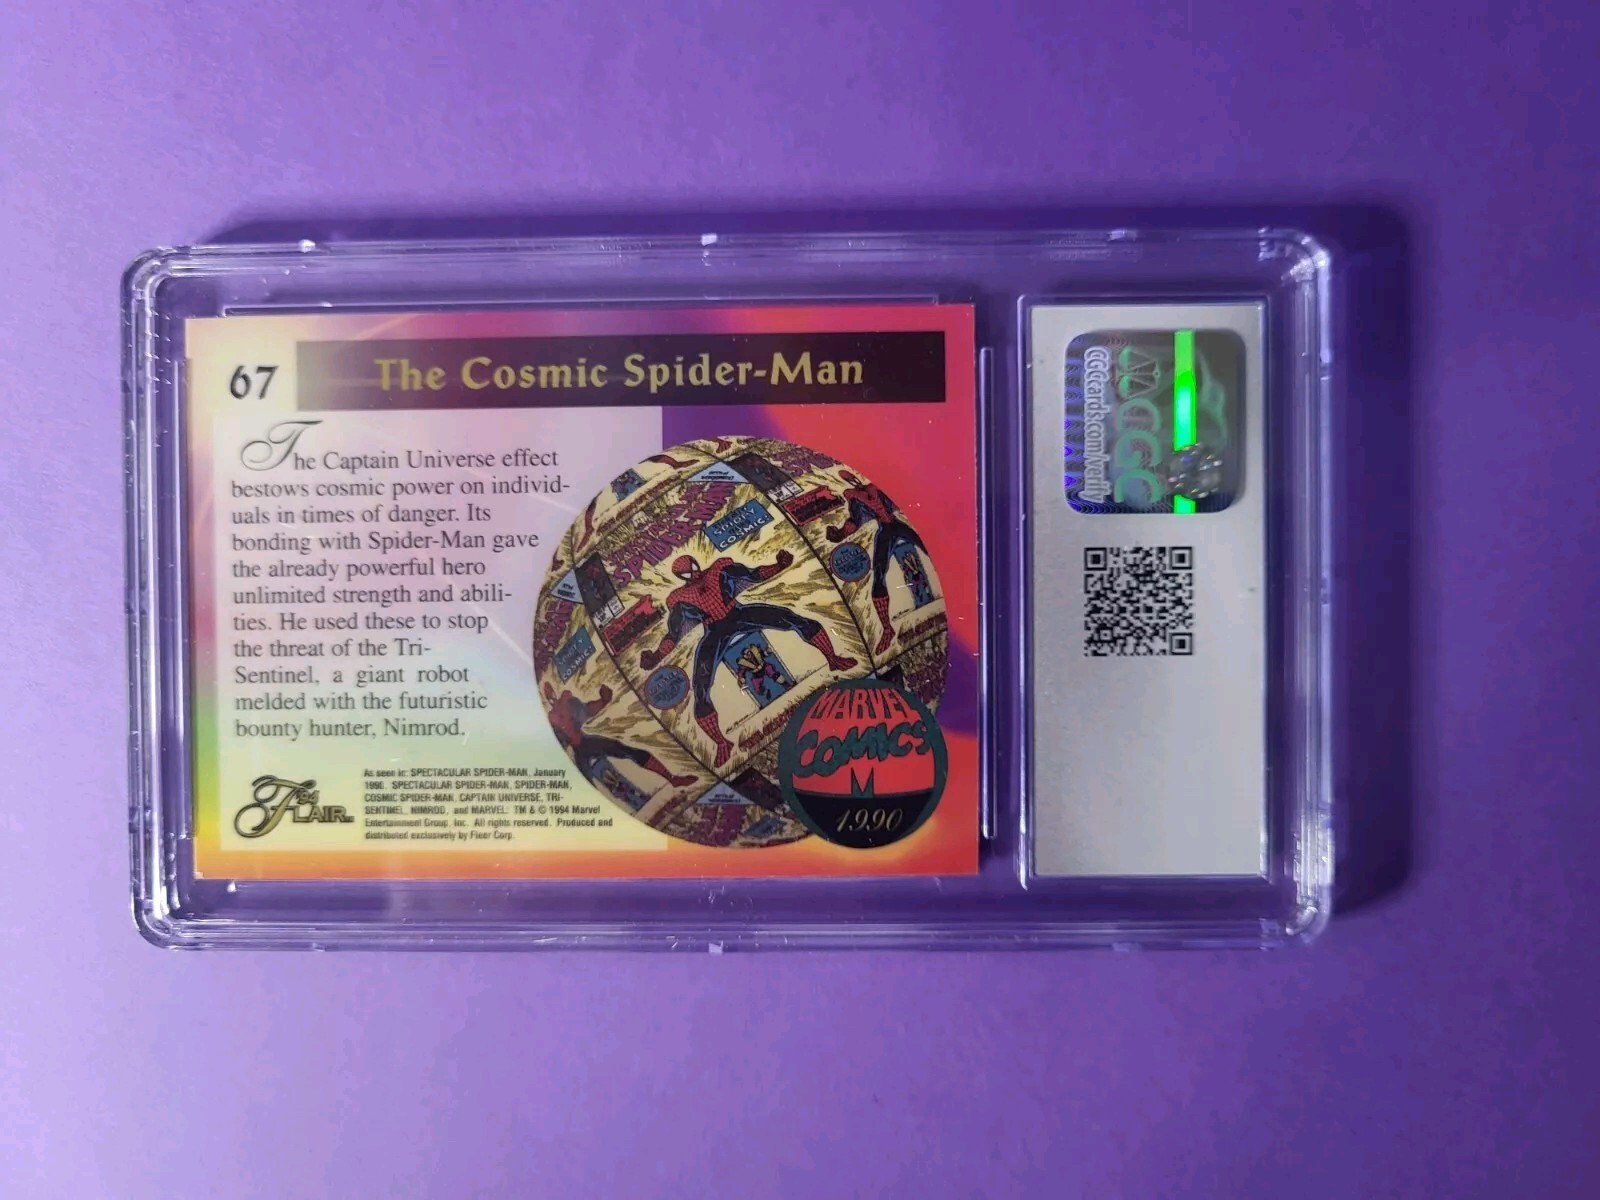 67
The Cosmic Spider-Man
The Captain Universe effect
bestows cosmic power on individ-
uals in times of danger. Its
bonding with Spider-Man gave
the already powerful hero
unlimited strength and abili-
ties. He used these to stop
the threat of the Tri-
Sentinel, a giant robot
melded with the futuristic
bounty hunter, Nimrod.
'94
FLAIR
As seen in: SPECTACULAR SPIDER-MAN, January
1990. SPECTACULAR SPIDER-MAN, SPIDER-MAN,
COSMIC SPIDER-MAN, CAPTAIN UNIVERSE, TRI-
SENTINEL, NIMROD, and MARVEL: TM & © 1994 Marvel
Entertainment Group, Inc. All rights reserved. Produced and
distributed exclusively by Fleer Corp.
SPIDER-MAN
SPIDEY
COSMIC!
MARVEL
COMICS
M
1990
CGC
CGCcards.com/verify